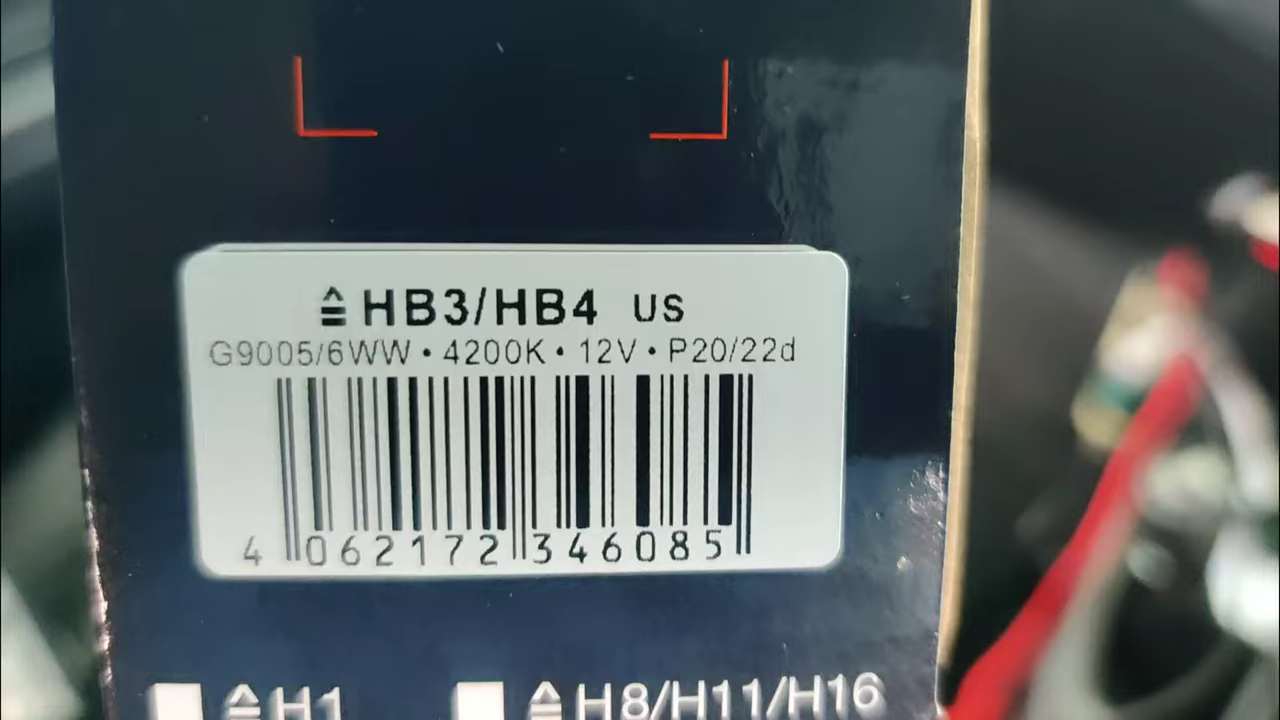 ≙ HB3/HB4 US
G9005/6WW • 4200K • 12V • P20/22d
4 062172 346085
≙ H1 ≙ H8/H11/H16